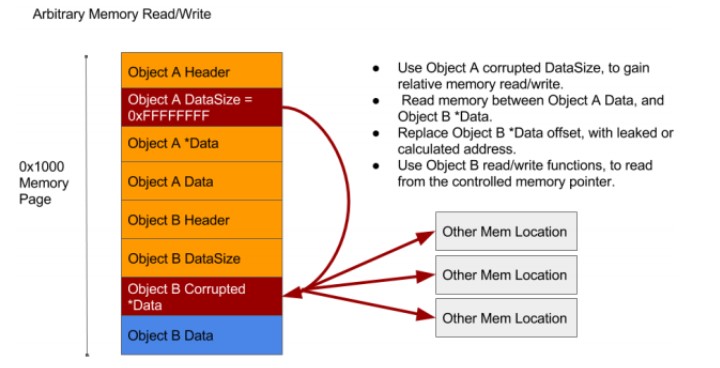 Arbitrary Memory Read/Write
0x1000
Memory
Page
Object A Header
Object A DataSize =
0xFFFFFFFF
Object A *Data
Object A Data
Object B Header
Object B DataSize
Object B Corrupted
*Data
Object B Data
● Use Object A corrupted DataSize, to gain
relative memory read/write.
● Read memory between Object A Data, and
Object B *Data.
● Replace Object B *Data offset, with leaked or
calculated address.
● Use Object B read/write functions, to read
from the controlled memory pointer.
Other Mem Location
Other Mem Location
Other Mem Location